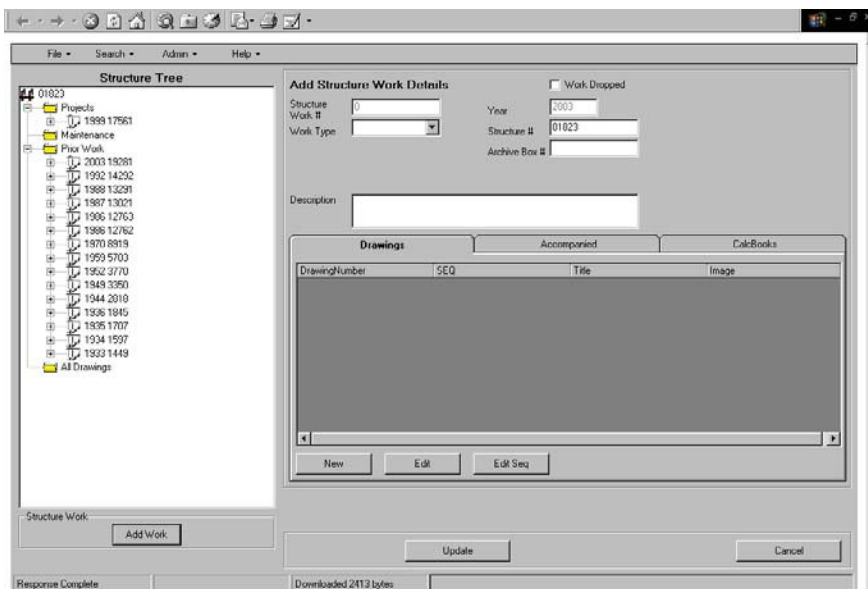 File Search Admin Help
Structure Tree
01823
Projects
1999 17561
Maintenance
Prior Work
2003 19281
1992 14292
1988 13291
1987 13021
1986 12763
1986 12762
1970 8919
1959 5703
1952 3770
1949 3350
1944 2818
1936 1845
1935 1707
1934 1597
1933 1449
All Drawings
Structure Work
Add Work
Add Structure Work Details
Work Dropped
Structure Work #
0
Year
2003
Work Type
Structure #
01823
Archive Box #
Description
Drawings Accompanied CalcBooks
DrawingNumber SEQ Title Image
New Edit Edit Seq
Update Cancel
Response Complete Downloaded 2413 bytes